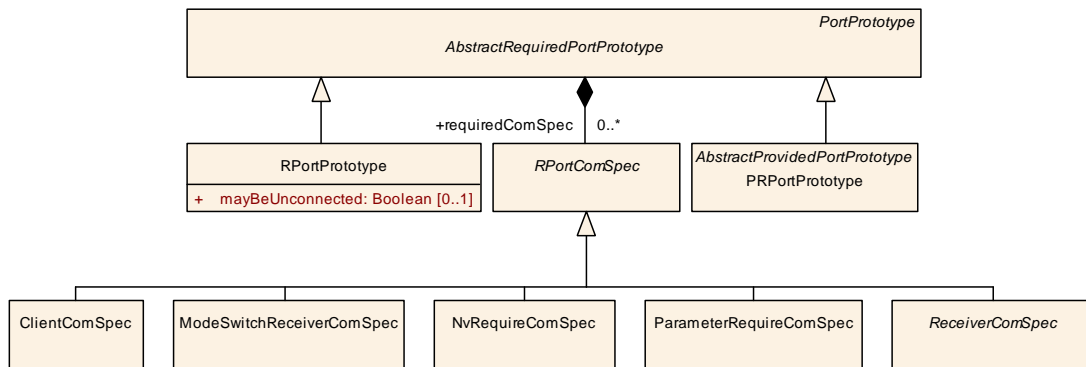 PortPrototype
AbstractRequiredPortPrototype
+requiredComSpec 0..*
RPortPrototype
+ mayBeUnconnected: Boolean [0..1]
RPortComSpec
AbstractProvidedPortPrototype
PRPortPrototype
ClientComSpec
ModeSwitchReceiverComSpec
NvRequireComSpec
ParameterRequireComSpec
ReceiverComSpec